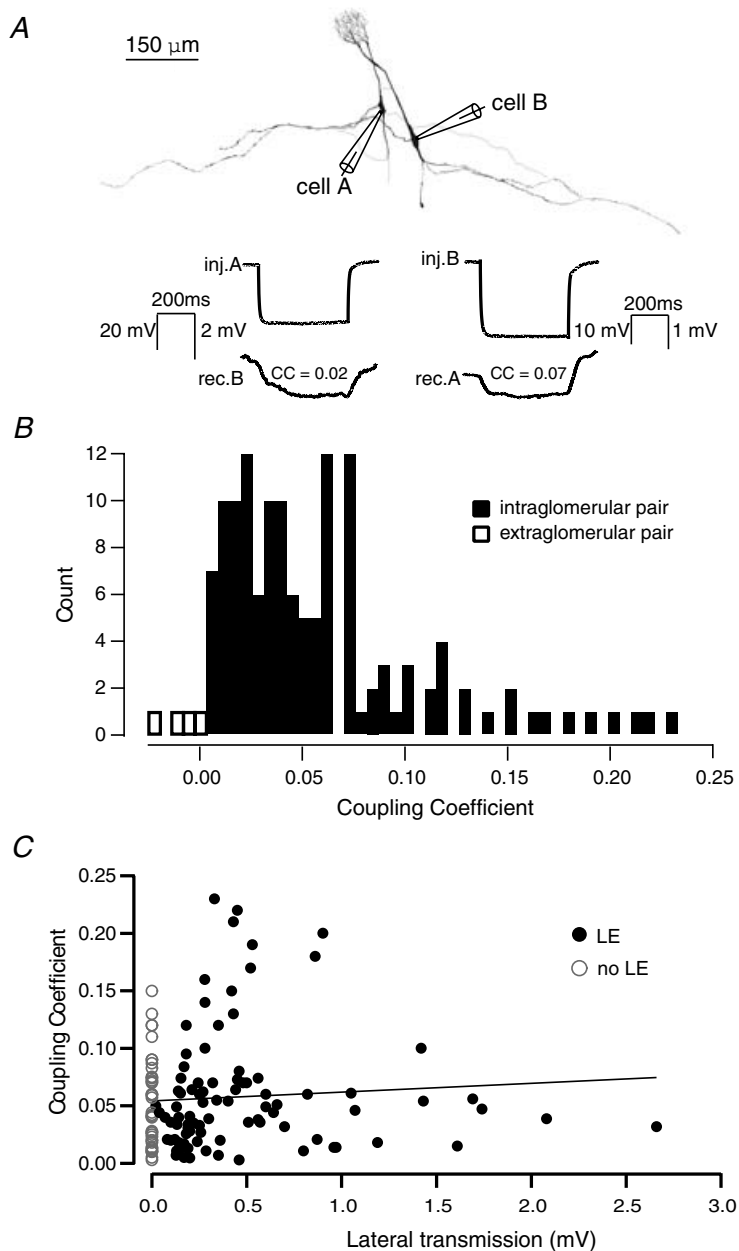 A
150 μm
cell B
cell A
inj.A
inj.B
200ms
200ms
20 mV
2 mV
10 mV
1 mV
rec.B
CC = 0.02
rec.A
CC = 0.07
B
12
10
8
6
4
2
0
Count
intraglomerular pair
extraglomerular pair
0.00
0.05
0.10
0.15
0.20
0.25
Coupling Coefficient
C
0.25
0.20
0.15
0.10
0.05
0.00
Coupling Coefficient
LE
no LE
0.0
0.5
1.0
1.5
2.0
2.5
3.0
Lateral transmission (mV)